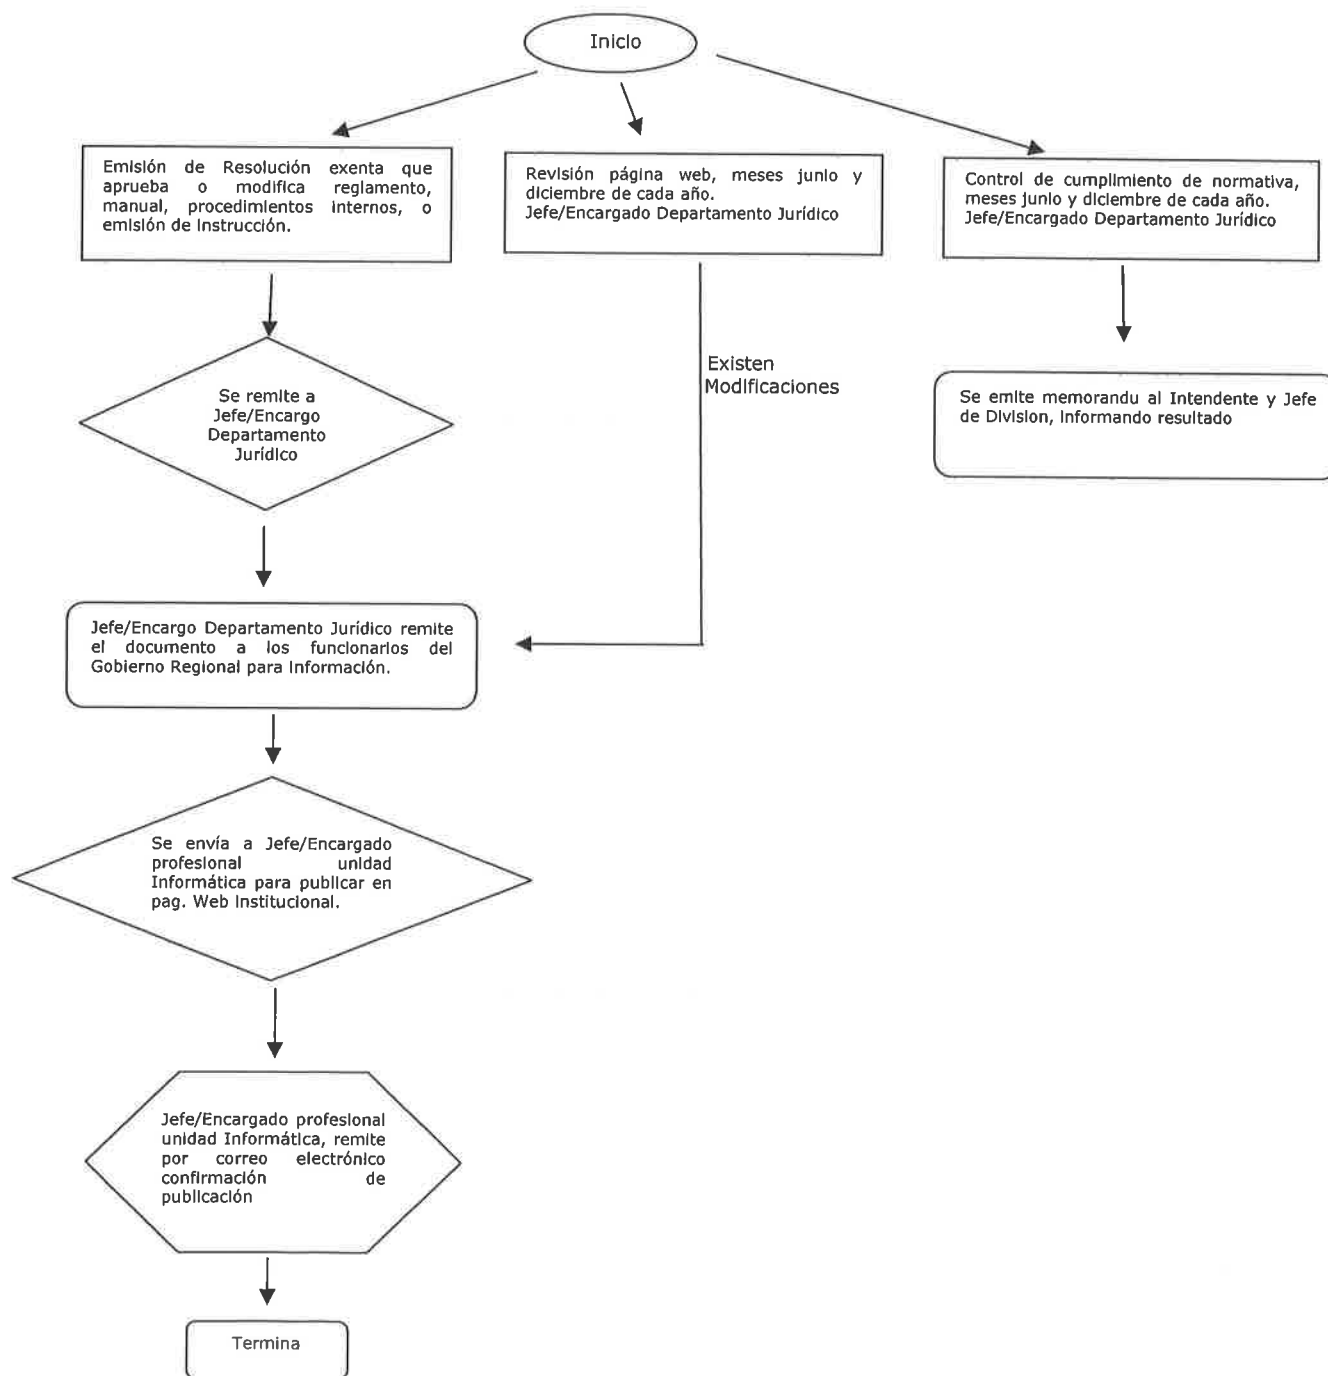 Inicio
Emisión de Resolución exenta que
aprueba o modifica reglamento,
manual, procedimientos internos, o
emisión de instrucción.
Revisión página web, meses junio y
diciembre de cada año.
Jefe/Encargado Departamento Jurídico
Control de cumplimiento de normativa,
meses junio y diciembre de cada año.
Jefe/Encargado Departamento Jurídico
Existen
Modificaciones
Se remite a
Jefe/Encargo
Departamento
Jurídico
Se emite memorandu al Intendente y Jefe
de Division, informando resultado
Jefe/Encargo Departamento Jurídico remite
el documento a los funcionarios del
Gobierno Regional para Información.
Se envía a Jefe/Encargado
profesional unidad
Informática para publicar en
pag. Web Institucional.
Jefe/Encargado profesional
unidad Informática, remite
por correo electrónico
confirmación de
publicación
Termina